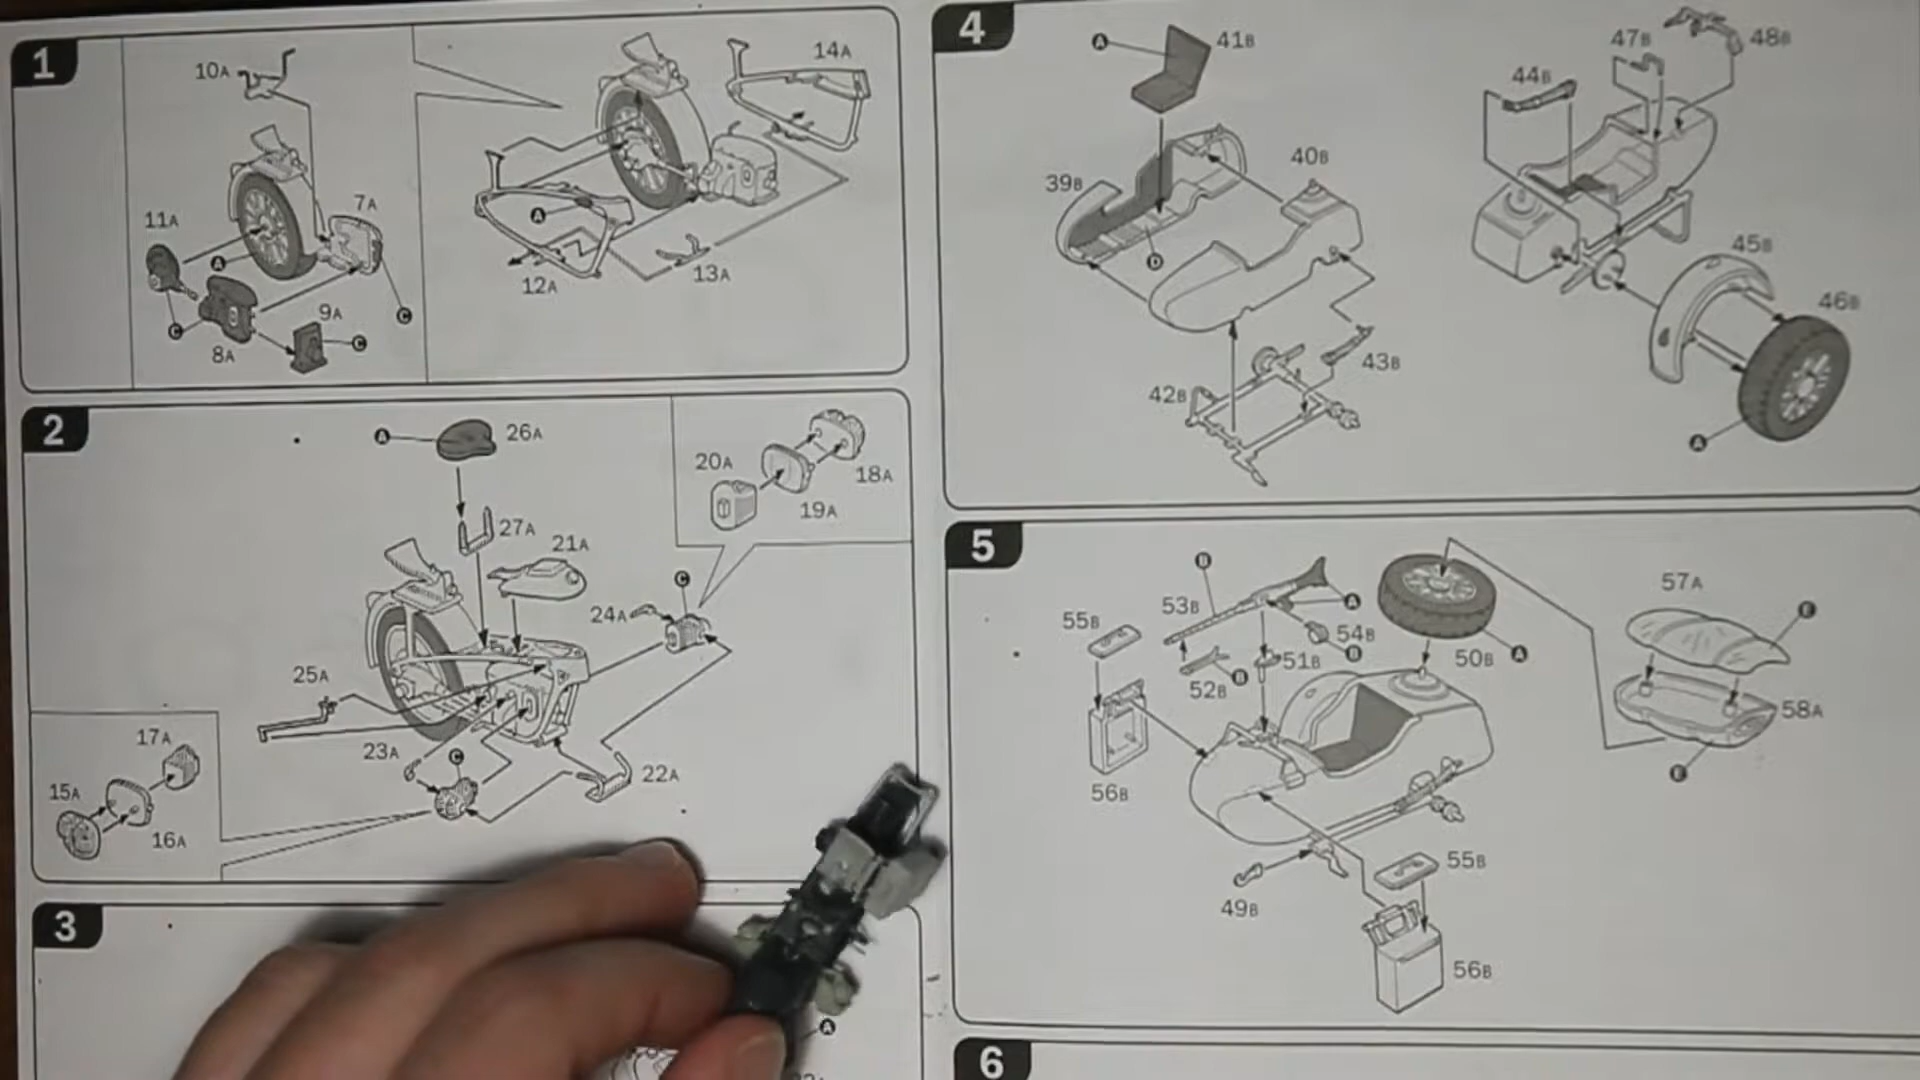 1
10A
14A
7A
11A
A
A
12A
13A
C
9A
C
C
8A
2
A
26A
20A
18A
19A
27A
21A
C
24A
25A
23A
C
22A
17A
15A
16A
3
A
4
A
41B
47B
48B
44B
40B
39B
D
45B
46B
43B
42B
A
5
B
55B
53B
A
54B
B
51B
52B
B
50B
A
57A
E
58A
E
56B
55B
49B
56B
6